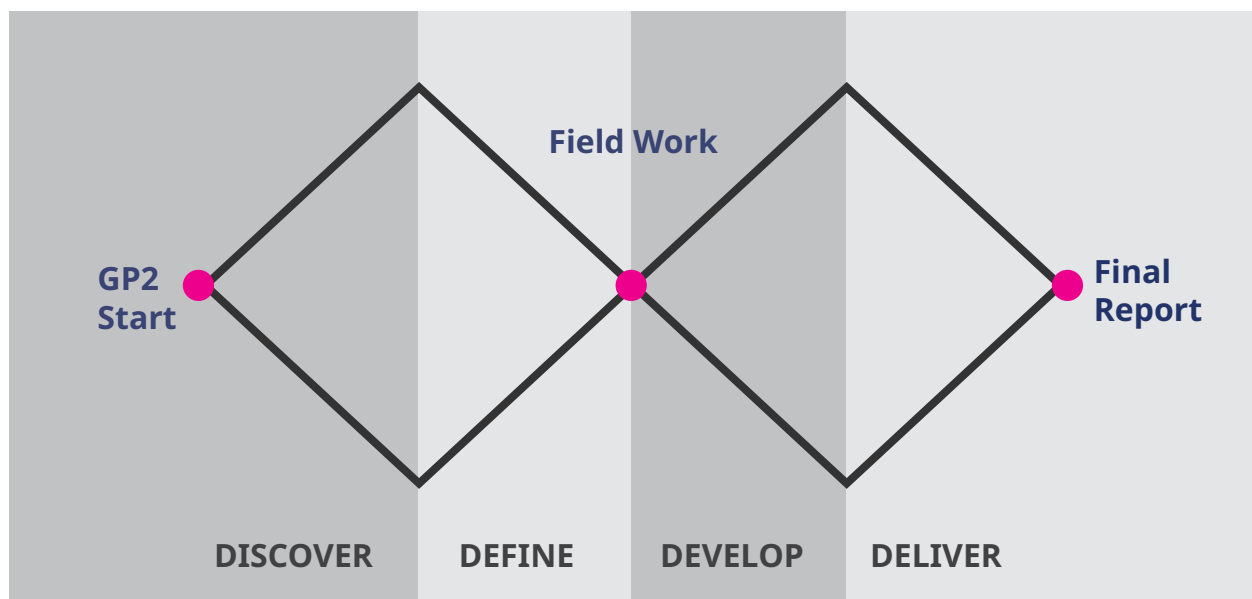 Field Work
GP2
Start
Final
Report
DISCOVER
DEFINE
DEVELOP
DELIVER